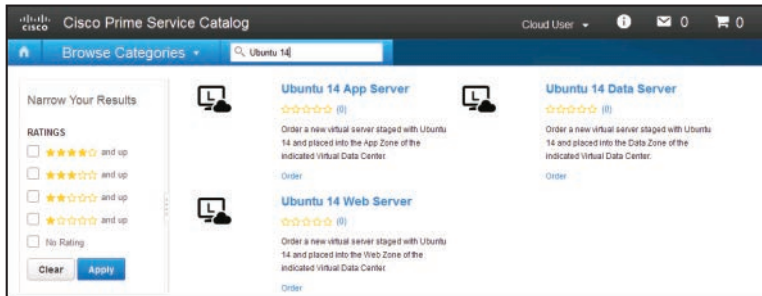 CISCO Cisco Prime Service Catalog Cloud User 0 0
Browse Categories Ubuntu 14
Narrow Your Results
RATINGS
and up
and up
and up
and up
No Rating
Clear Apply
Ubuntu 14 App Server
(0)
Order a new virtual server staged with Ubuntu
14 and placed into the App Zone of the
indicated Virtual Data Center.
Order
Ubuntu 14 Data Server
(0)
Order a new virtual server staged with Ubuntu
14 and placed into the Data Zone of the
indicated Virtual Data Center.
Order
Ubuntu 14 Web Server
(0)
Order a new virtual server staged with Ubuntu
14 and placed into the Web Zone of the
indicated Virtual Data Center.
Order